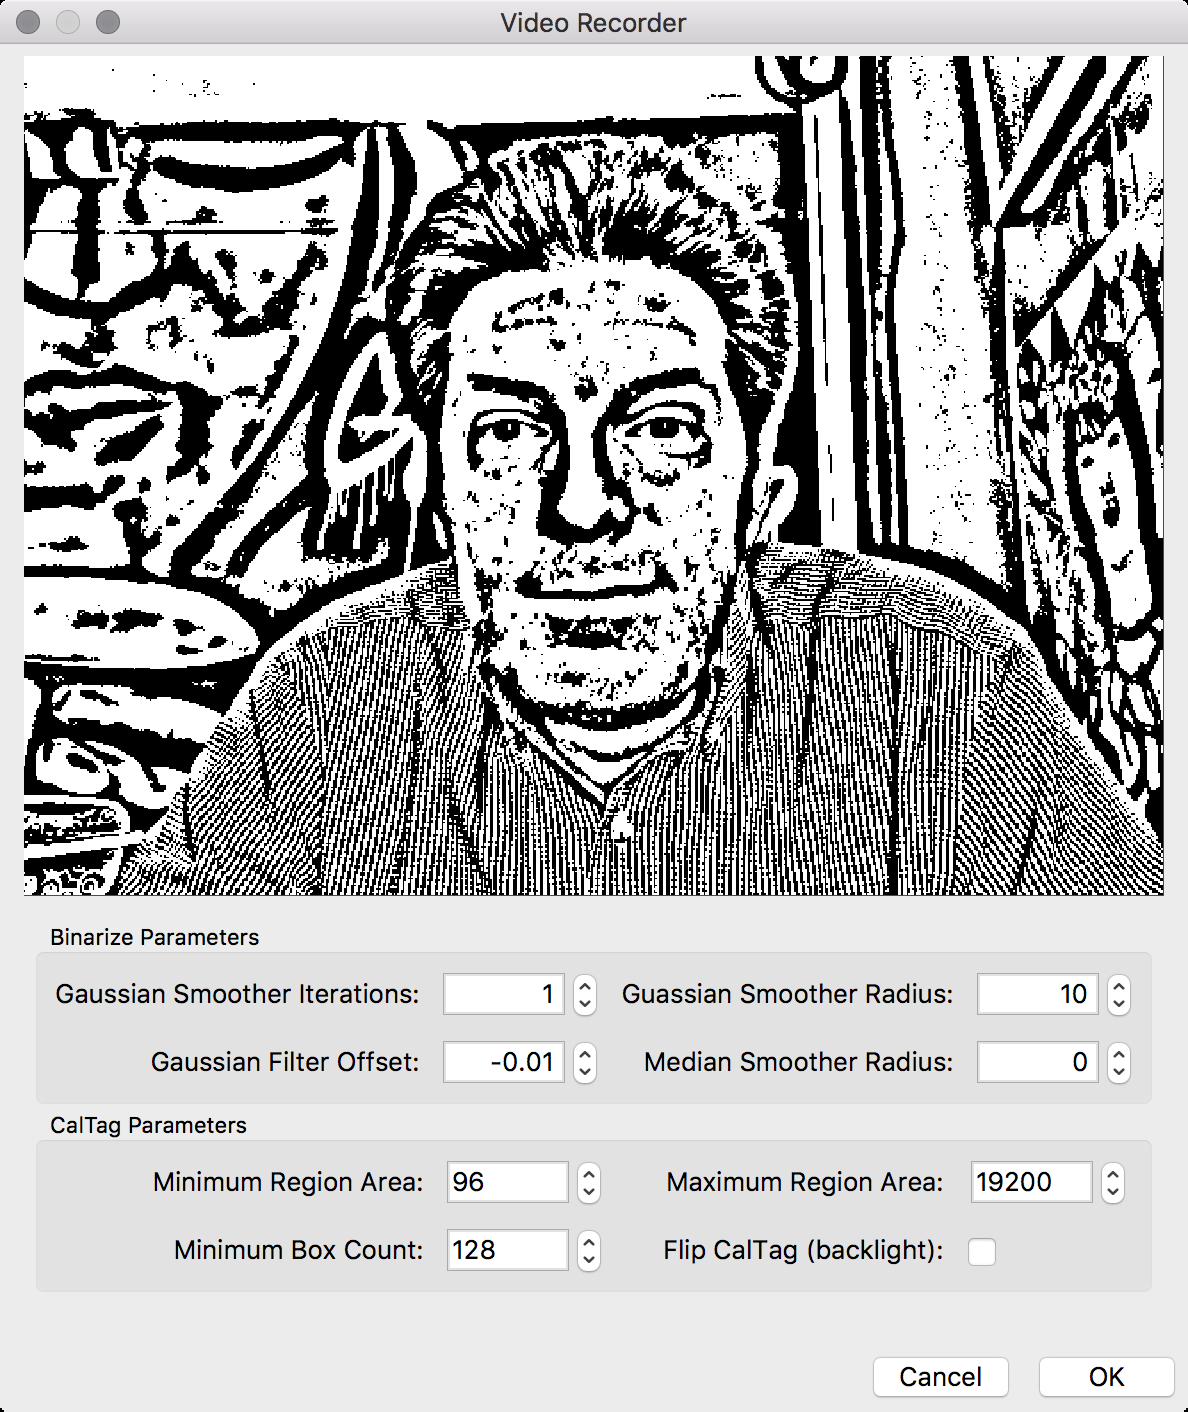 Video Recorder
Binarize Parameters
Gaussian Smoother Iterations: 1 Guassian Smoother Radius: 10
Gaussian Filter Offset: -0.01 Median Smoother Radius: 0
CalTag Parameters
Minimum Region Area: 96 Maximum Region Area: 19200
Minimum Box Count: 128 Flip CalTag (backlight):
Cancel OK